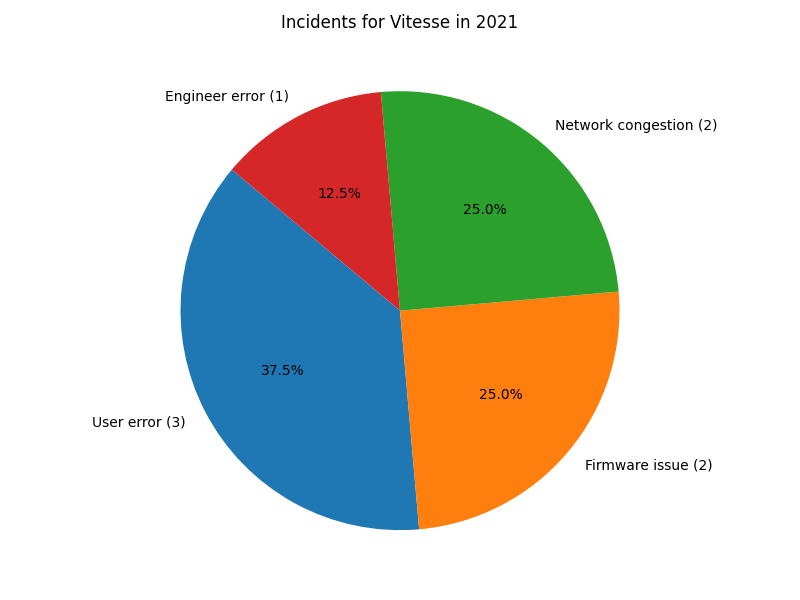 Incidents for Vitesse in 2021
Engineer error (1)
Network congestion (2)
12.5%
25.0%
37.5%
25.0%
User error (3)
Firmware issue (2)